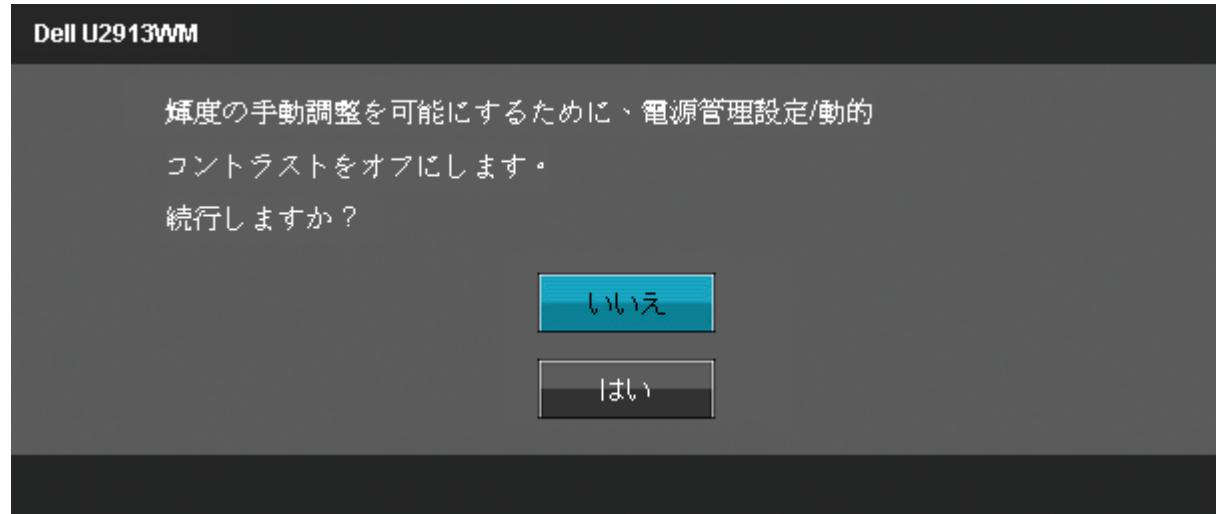 Dell U2913WM
輝度の手動調整を可能にするために、電源管理設定/動的
コントラストをオフにします。
続行しますか？
いいえ
はい